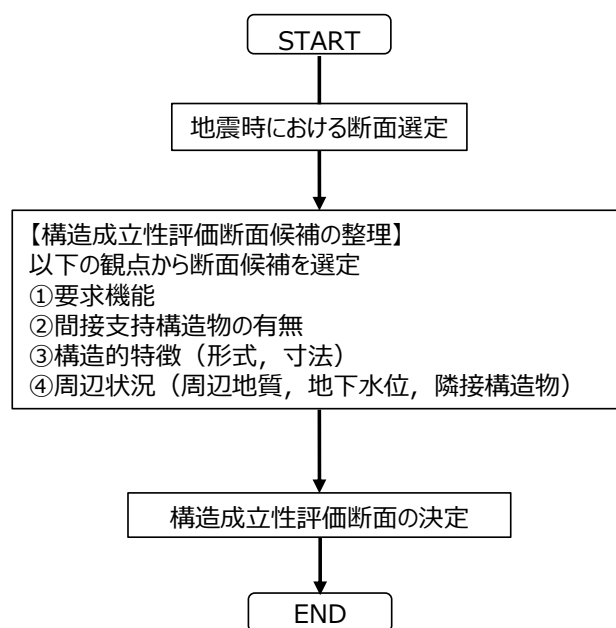 START
地震時における断面選定
【構造成立性評価断面候補の整理】
以下の観点から断面候補を選定
①要求機能
②間接支持構造物の有無
③構造的特徴（形式，寸法）
④周辺状況（周辺地質，地下水位，隣接構造物）
構造成立性評価断面の決定
END